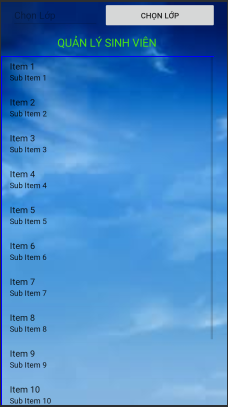 Chọn Lớp
CHỌN LỚP
QUẢN LÝ SINH VIÊN
Item 1
Sub Item 1
Item 2
Sub Item 2
Item 3
Sub Item 3
Item 4
Sub Item 4
Item 5
Sub Item 5
Item 6
Sub Item 6
Item 7
Sub Item 7
Item 8
Sub Item 8
Item 9
Sub Item 9
Item 10
Sub Item 10